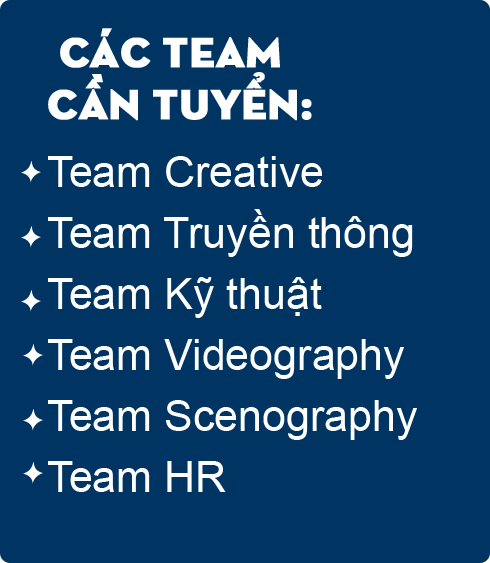 CÁC TEAM
CẦN TUYỂN:
Team Creative
Team Truyền thông
Team Kỹ thuật
Team Videography
Team Scenography
Team HR